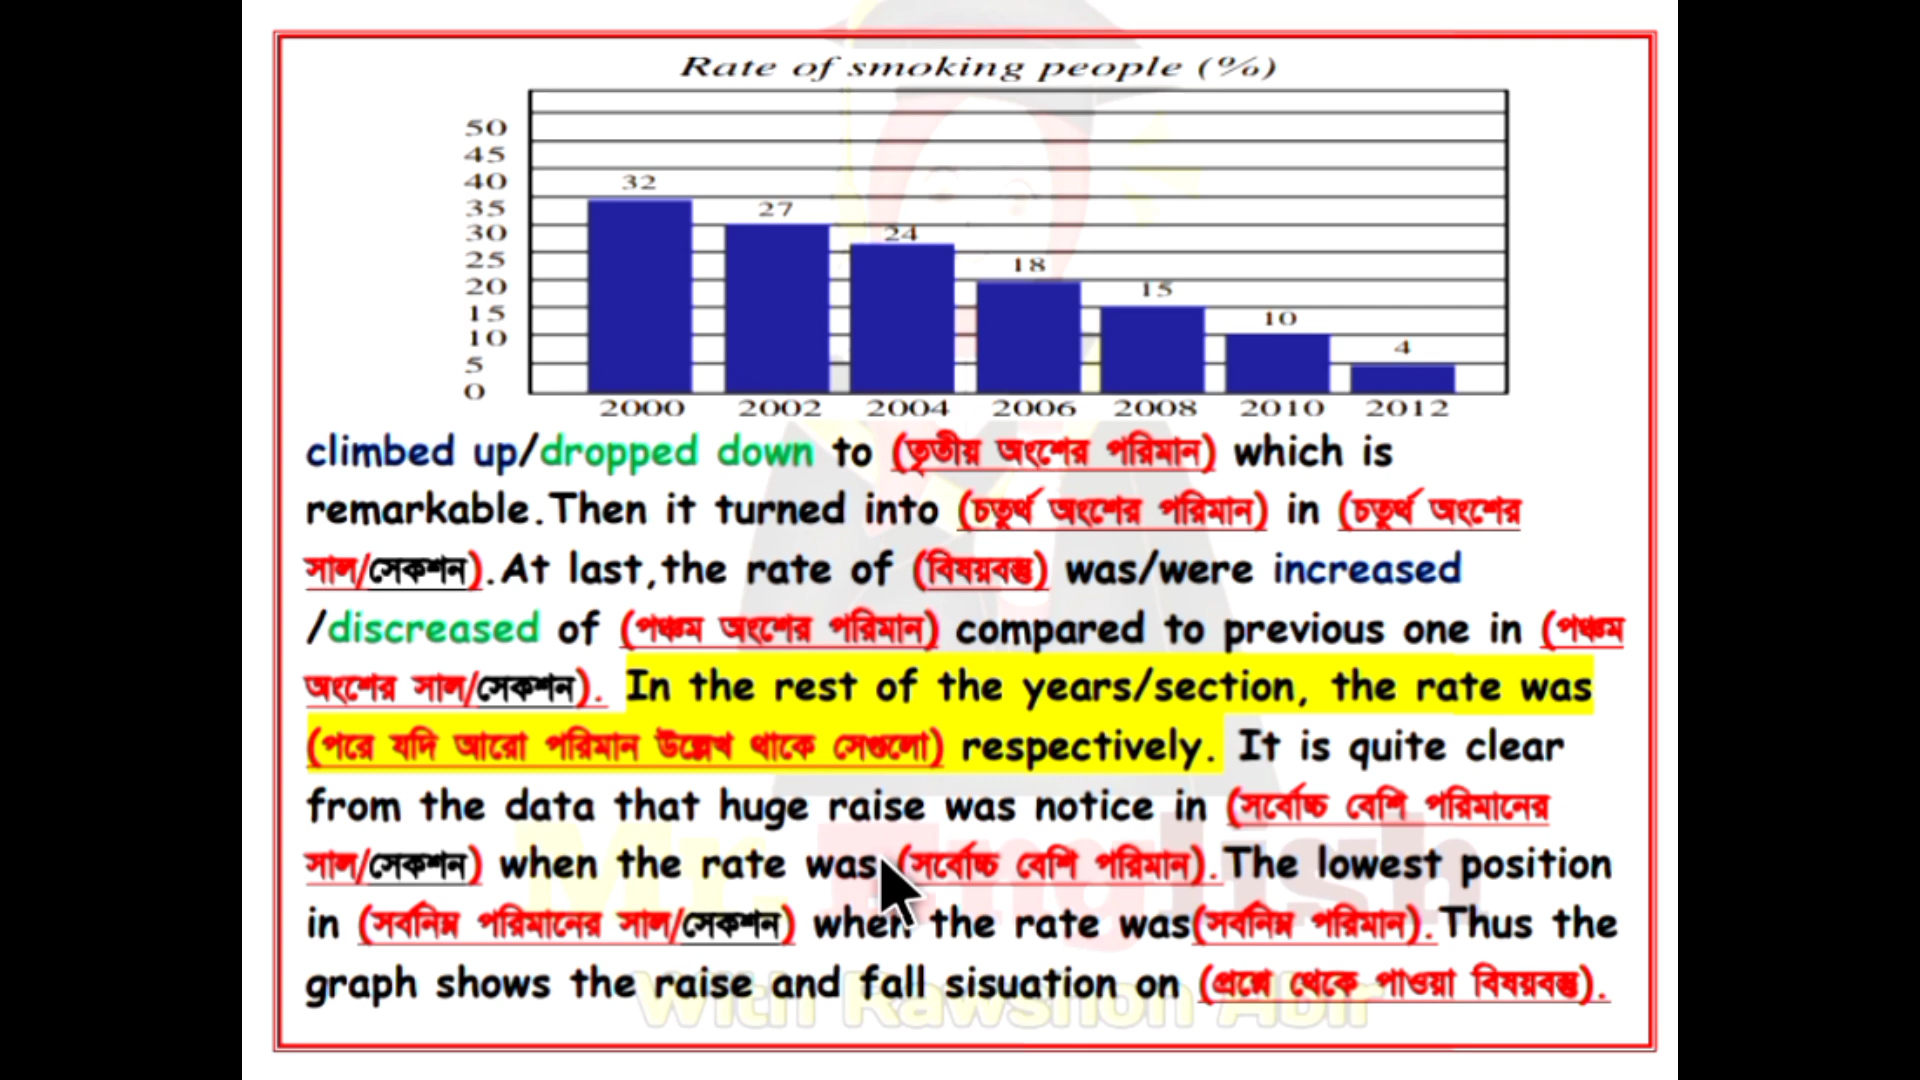 Rate of smoking people (%)
50
45
40
35
30
25
20
15
10
5
0
32
27
24
18
15
10
4
2000 2002 2004 2006 2008 2010 2012
climbed up/dropped down to (তৃতীয় অংশের পরিমান) which is
remarkable.Then it turned into (চতুর্থ অংশের পরিমান) in (চতুর্থ অংশের
সাল/সেকশন).At last,the rate of (বিষয়বস্তু) was/were increased
/discreased of (পঞ্চম অংশের পরিমান) compared to previous one in (পঞ্চম
অংশের সাল/সেকশন). In the rest of the years/section, the rate was
(পরে যদি আরো পরিমান উল্লেখ থাকে সেগুলো) respectively. It is quite clear
from the data that huge raise was notice in (সর্বোচ্চ বেশি পরিমানের
সাল/সেকশন) when the rate was (সর্বোচ্চ বেশি পরিমান).The lowest position
in (সর্বনিম্ন পরিমানের সাল/সেকশন) when the rate was(সর্বনিম্ন পরিমান).Thus the
graph shows the raise and fall sisuation on (প্রশ্নে থেকে পাওয়া বিষয়বস্তু).
Mr. English
With Rawshon Abir